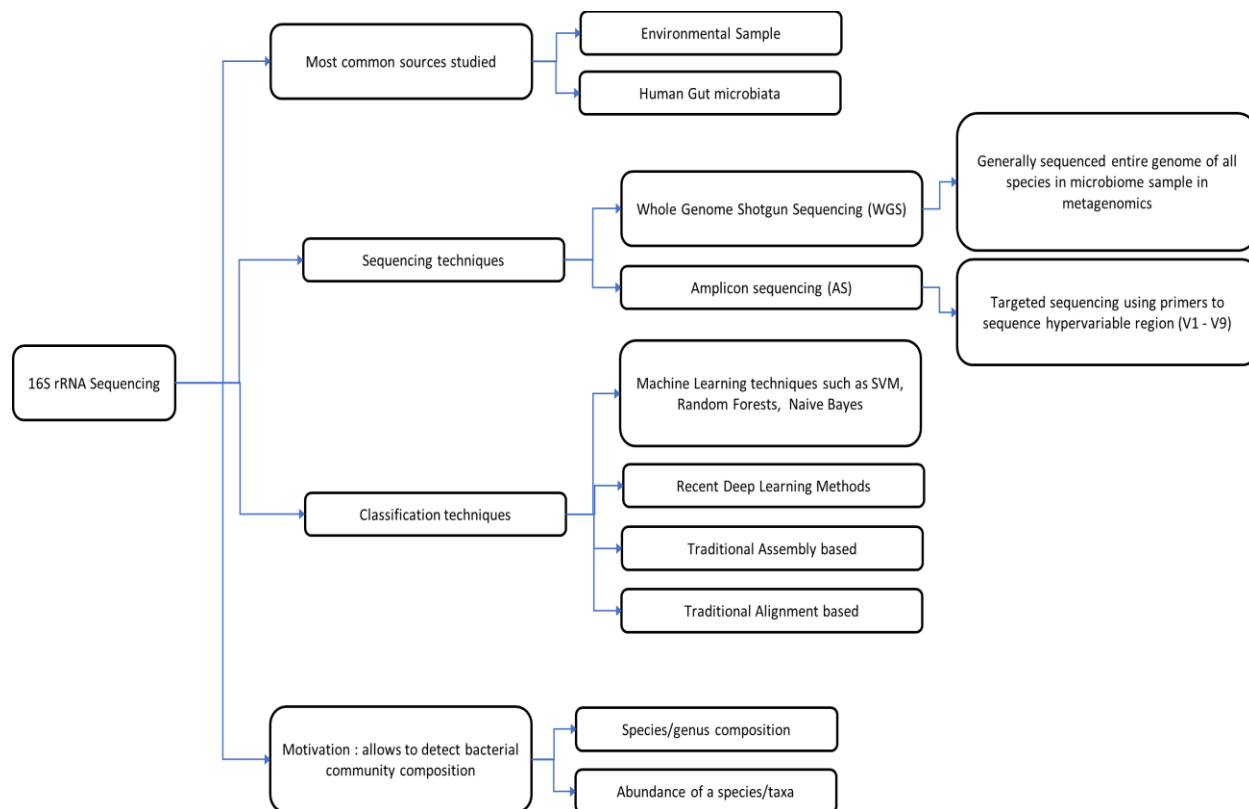 Environmental Sample
Most common sources studied
Human Gut microbiata
Generally sequenced entire genome of all
species in microbiome sample in
metagenomics
Whole Genome Shotgun Sequencing (WGS)
Sequencing techniques
Amplicon sequencing (AS)
Targeted sequencing using primers to
sequence hypervariable region (V1 - V9)
16S rRNA Sequencing
Machine Learning techniques such as SVM,
Random Forests, Naive Bayes
Recent Deep Learning Methods
Classification techniques
Traditional Assembly based
Traditional Alignment based
Motivation : allows to detect bacterial
community composition
Species/genus composition
Abundance of a species/taxa